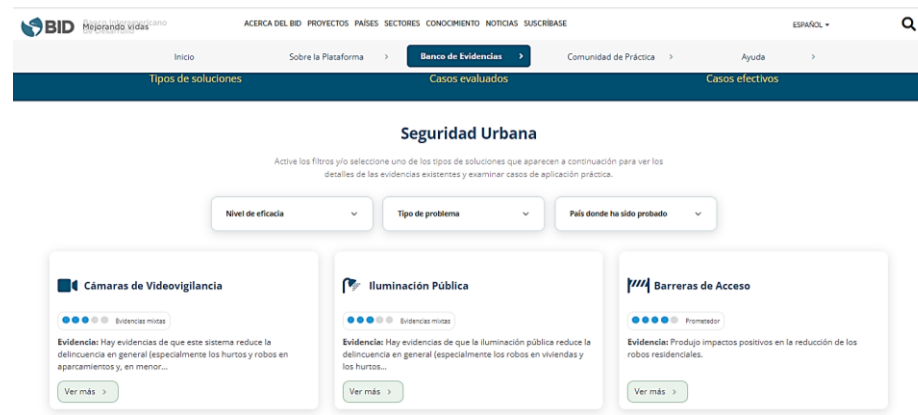 BID
Banco Interamericano
de Desarrollo
Mejorando vidas
ACERCA DEL BID PROYECTOS PAÍSES SECTORES CONOCIMIENTO NOTICIAS SUSCRÍBASE
ESPAÑOL
Inicio
Sobre la Plataforma
Banco de Evidencias
Comunidad de Práctica
Ayuda
Tipos de soluciones
Casos evaluados
Casos efectivos
Seguridad Urbana
Active los filtros y/o seleccione uno de los tipos de soluciones que aparecen a continuación para ver los
detalles de las evidencias existentes y examinar casos de aplicación práctica.
Nivel de eficacia
Tipo de problema
País donde ha sido probado
Cámaras de Videovigilancia
Evidencias mixtas
Evidencia: Hay evidencias de que este sistema reduce la
delincuencia en general (especialmente los hurtos y robos en
aparcamientos y, en menor...
Ver más >
Iluminación Pública
Evidencias mixtas
Evidencia: Hay evidencias de que la iluminación pública reduce la
delincuencia en general (especialmente los robos en viviendas y
los hurtos...
Ver más >
Barreras de Acceso
Prometedor
Evidencia: Produjo impactos positivos en la reducción de los
robos residenciales.
Ver más >